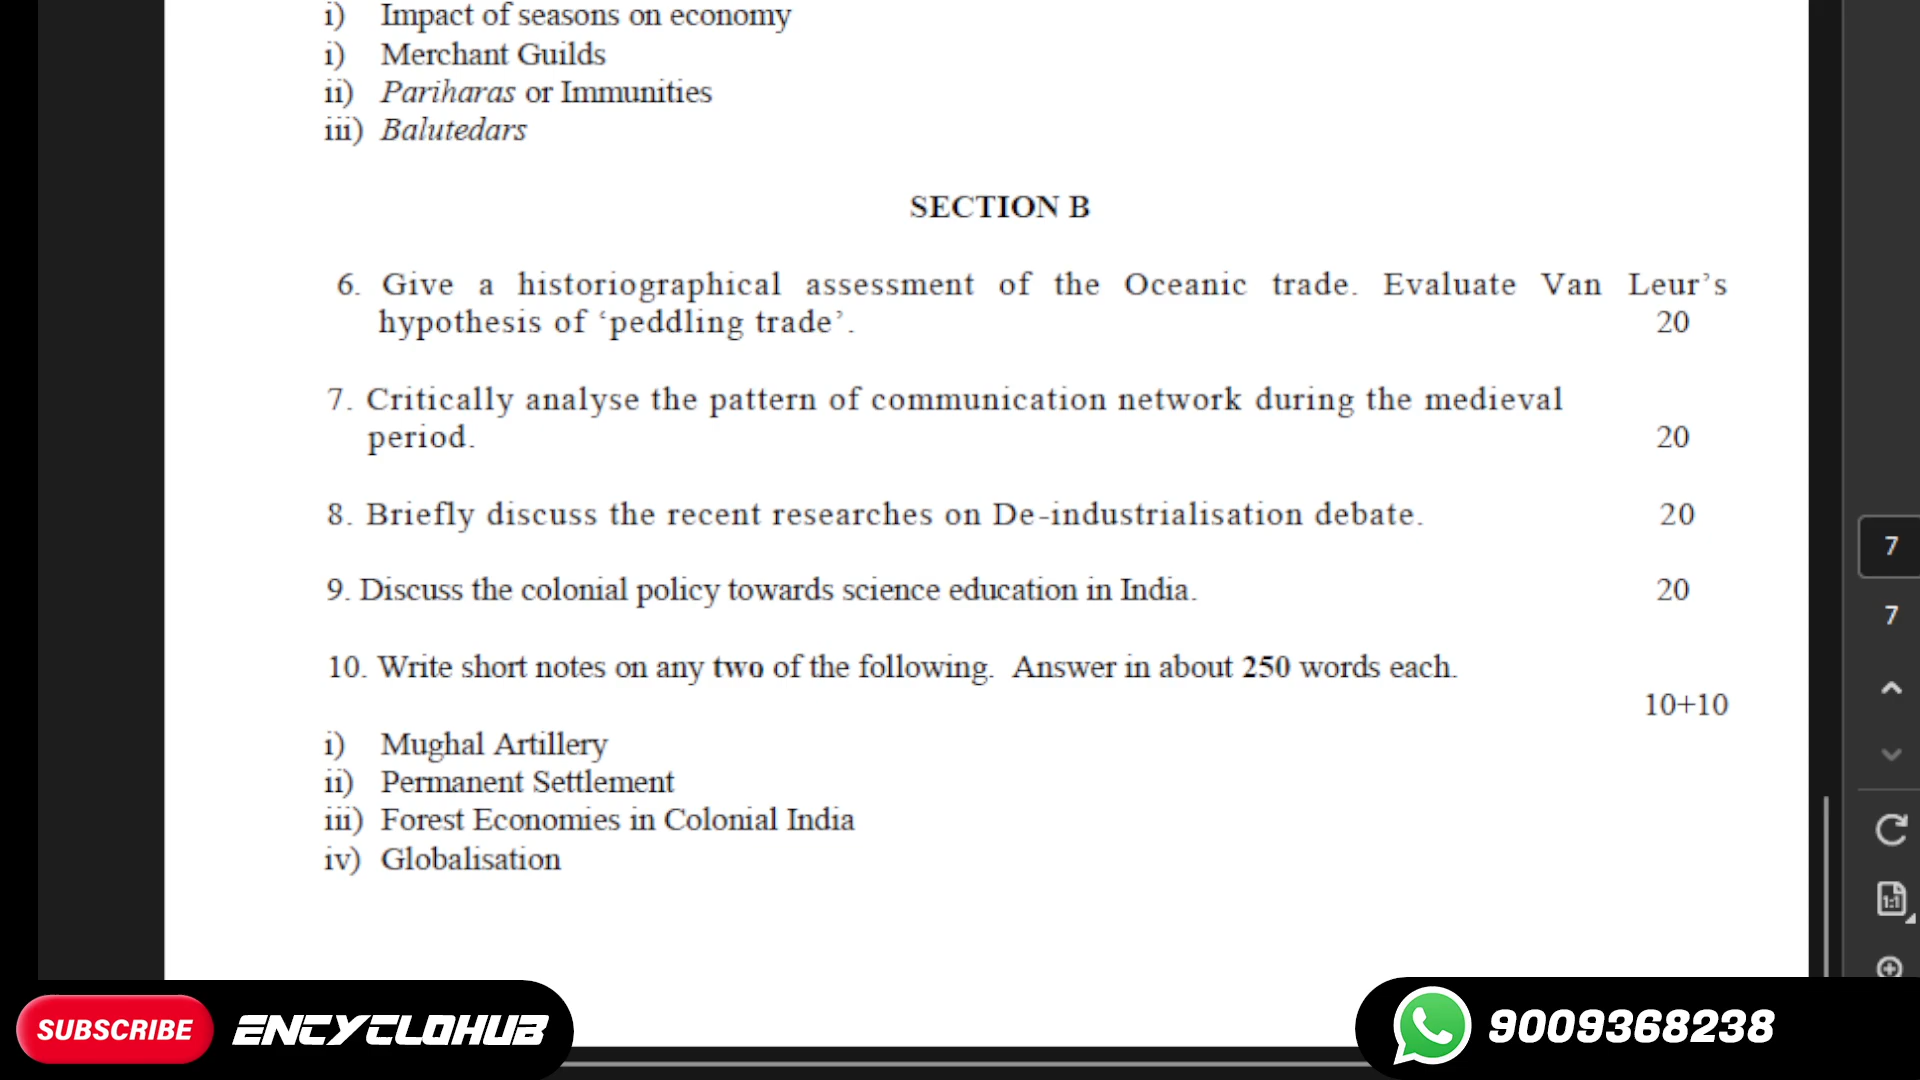 i) Impact of seasons on economy
i) Merchant Guilds
ii) Pariharas or Immunities
iii) Balutedars
SECTION B
6. Give a historiographical assessment of the Oceanic trade. Evaluate Van Leur’s
hypothesis of ‘peddling trade’. 20
7. Critically analyse the pattern of communication network during the medieval
period. 20
8. Briefly discuss the recent researches on De-industrialisation debate. 20
9. Discuss the colonial policy towards science education in India. 20
10. Write short notes on any two of the following. Answer in about 250 words each.
10+10
i) Mughal Artillery
ii) Permanent Settlement
iii) Forest Economies in Colonial India
iv) Globalisation
7
7
1:1
SUBSCRIBE ENCYCLOHUB
9009368238